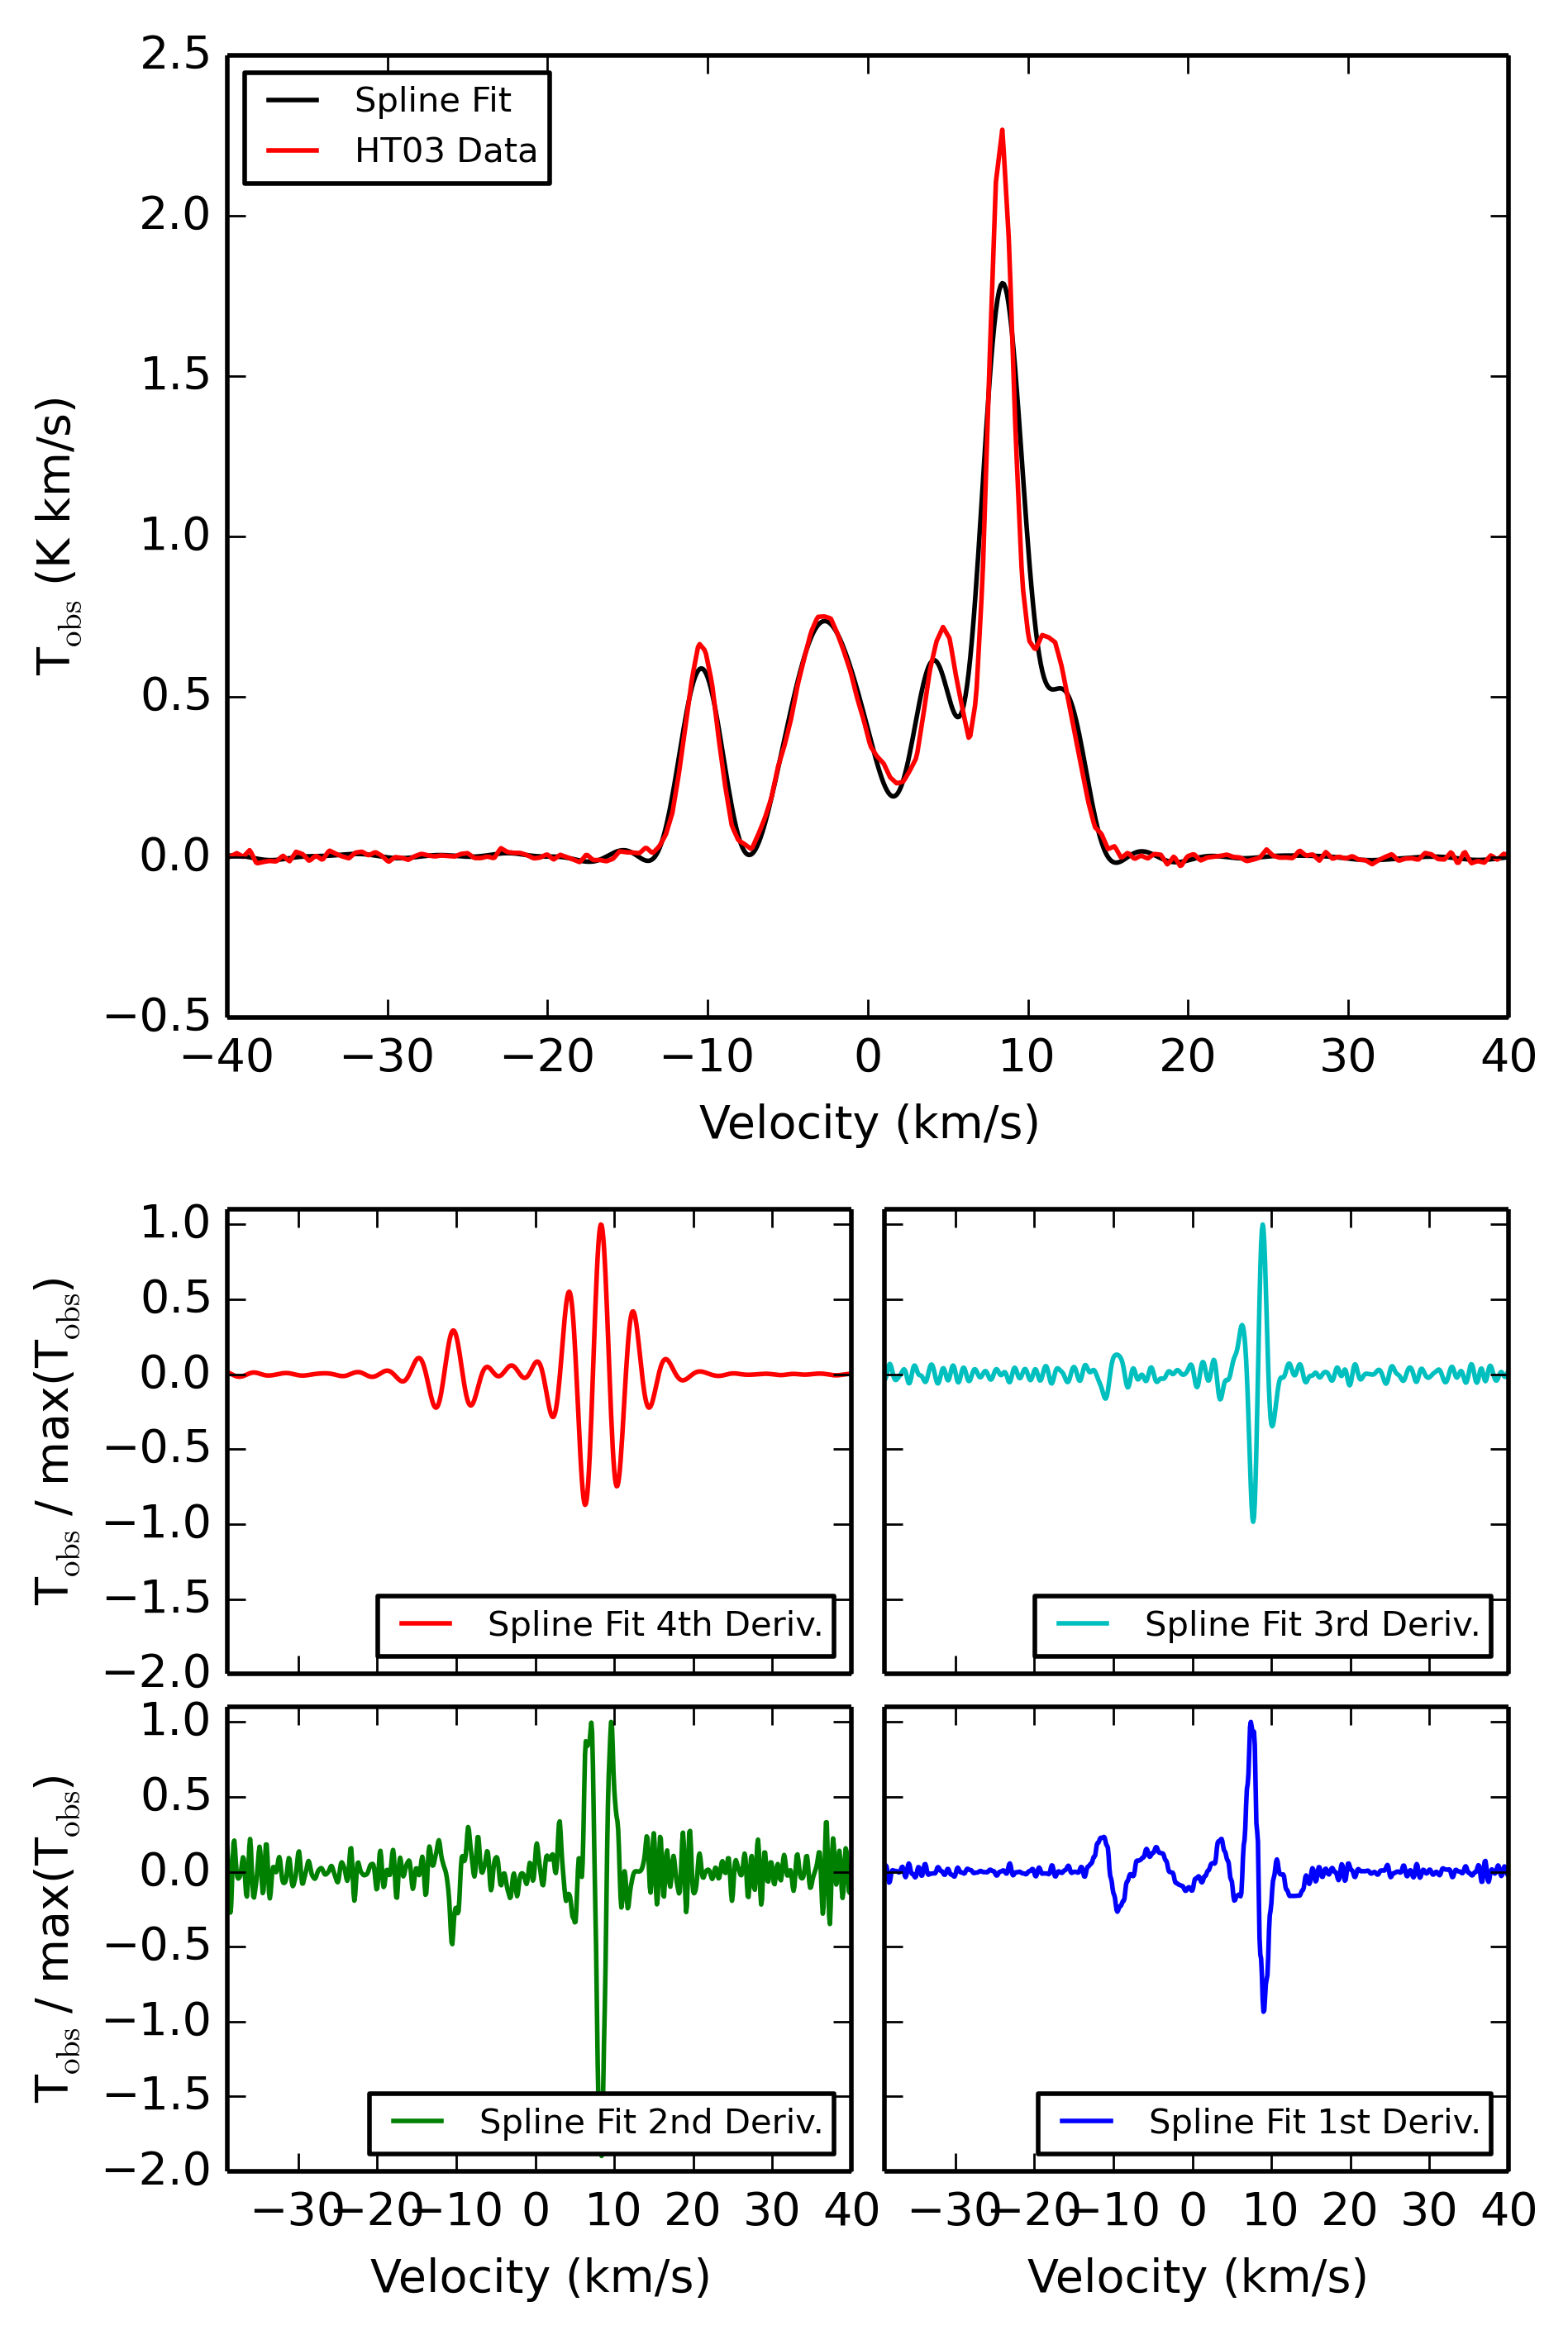 2.5
2.0
1.5
1.0
0.5
0.0
−0.5
T_obs (K km/s)
Spline Fit
HT03 Data
−40 −30 −20 −10 0 10 20 30 40
Velocity (km/s)
1.0
0.5
0.0
−0.5
−1.0
−1.5
−2.0
T_obs / max(T_obs)
Spline Fit 4th Deriv.
Spline Fit 3rd Deriv.
1.0
0.5
0.0
−0.5
−1.0
−1.5
−2.0
T_obs / max(T_obs)
Spline Fit 2nd Deriv.
Spline Fit 1st Deriv.
−30 −20 −10 0 10 20 30 40
−30 −20 −10 0 10 20 30 40
Velocity (km/s)
Velocity (km/s)